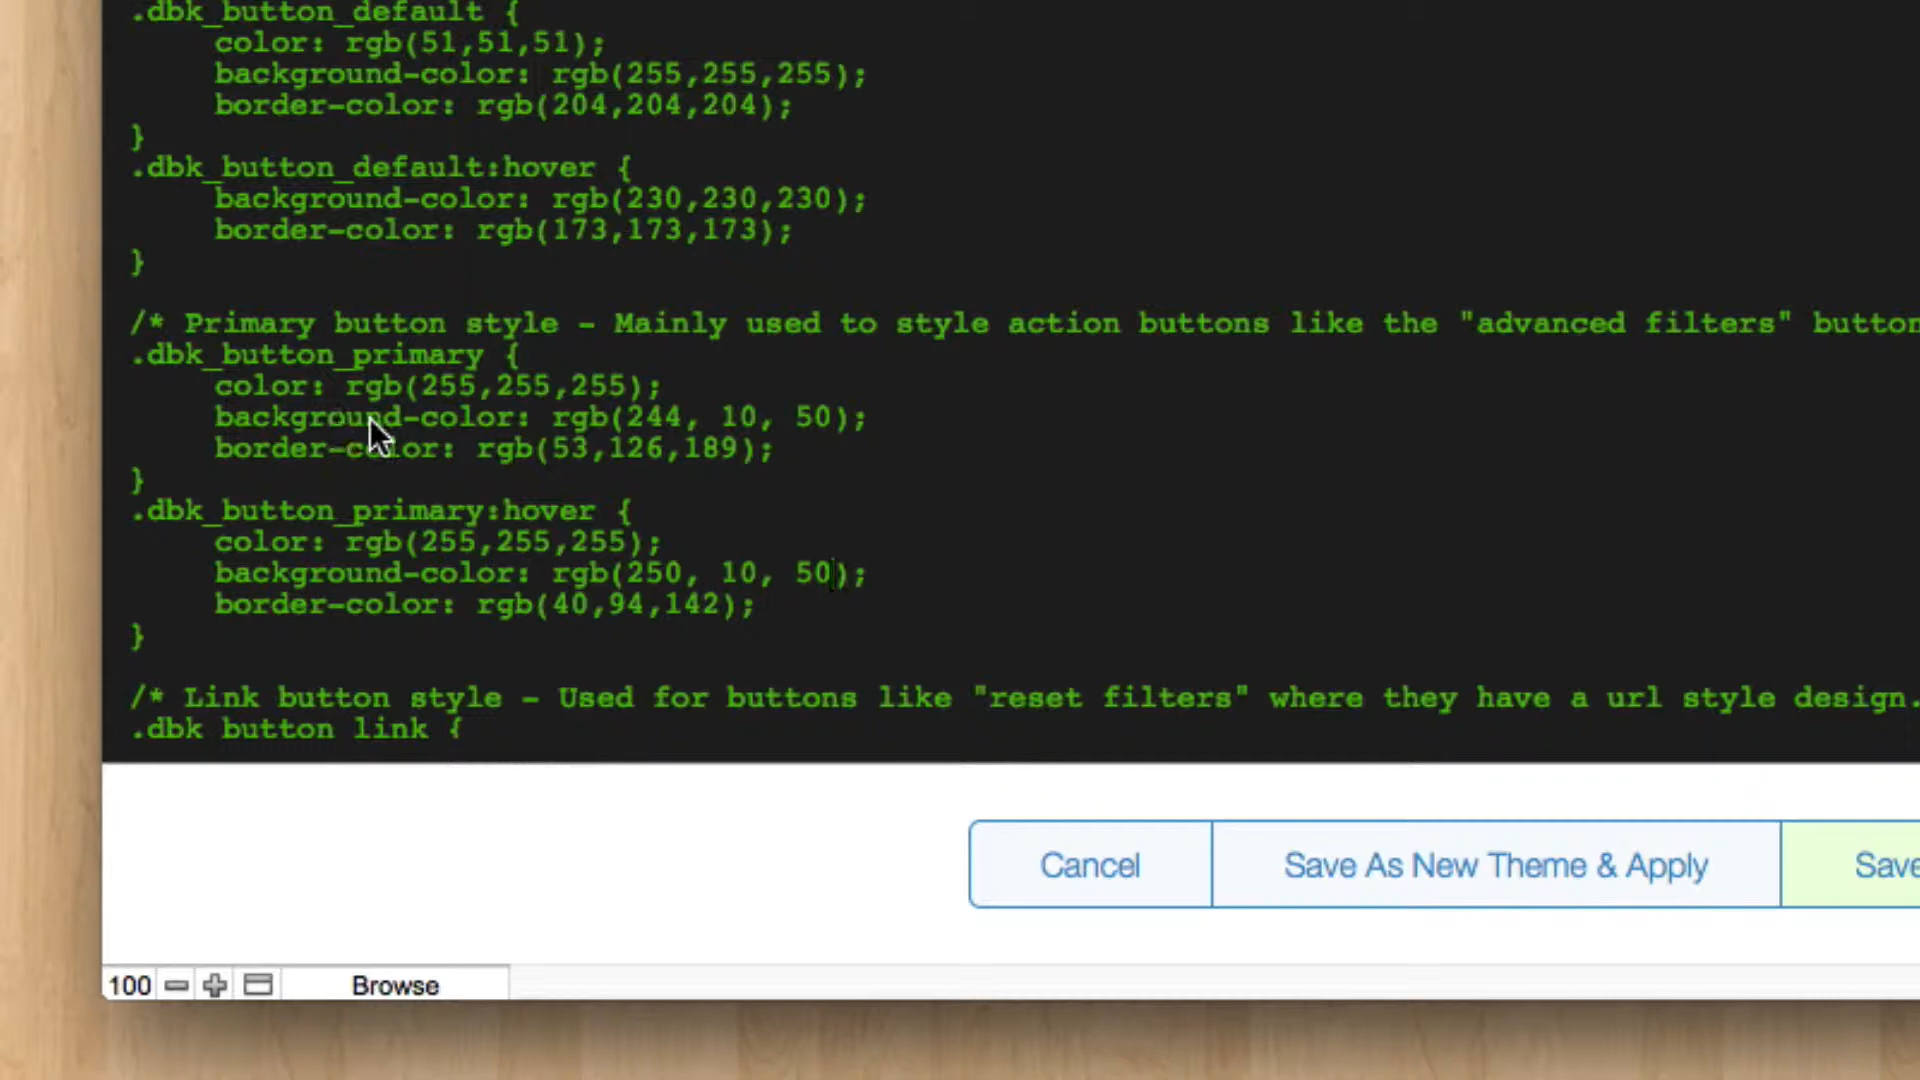 .dbk_button_default {
color: rgb(51,51,51);
background-color: rgb(255,255,255);
border-color: rgb(204,204,204);
}
.dbk_button_default:hover {
background-color: rgb(230,230,230);
border-color: rgb(173,173,173);
}
/* Primary button style - Mainly used to style action buttons like the "advanced filters" button
.dbk_button_primary {
color: rgb(255,255,255);
background-color: rgb(244, 10, 50);
border-color: rgb(53,126,189);
}
.dbk_button_primary:hover {
color: rgb(255,255,255);
background-color: rgb(250, 10, 50);
border-color: rgb(40,94,142);
}
/* Link button style - Used for buttons like "reset filters" where they have a url style design.
.dbk button link {
Cancel Save As New Theme & Apply Save
100 Browse